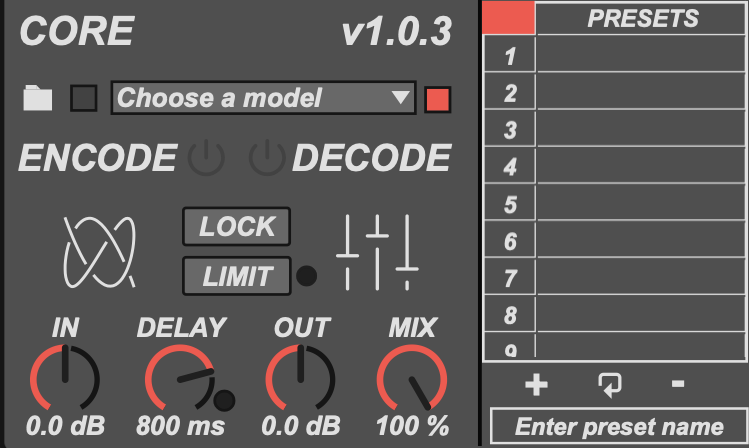 CORE v1.0.3
Choose a model
ENCODE DECODE
LOCK
LIMIT
IN DELAY OUT MIX
0.0 dB 800 ms 0.0 dB 100 %
PRESETS
1
2
3
4
5
6
7
8
9
Enter preset name